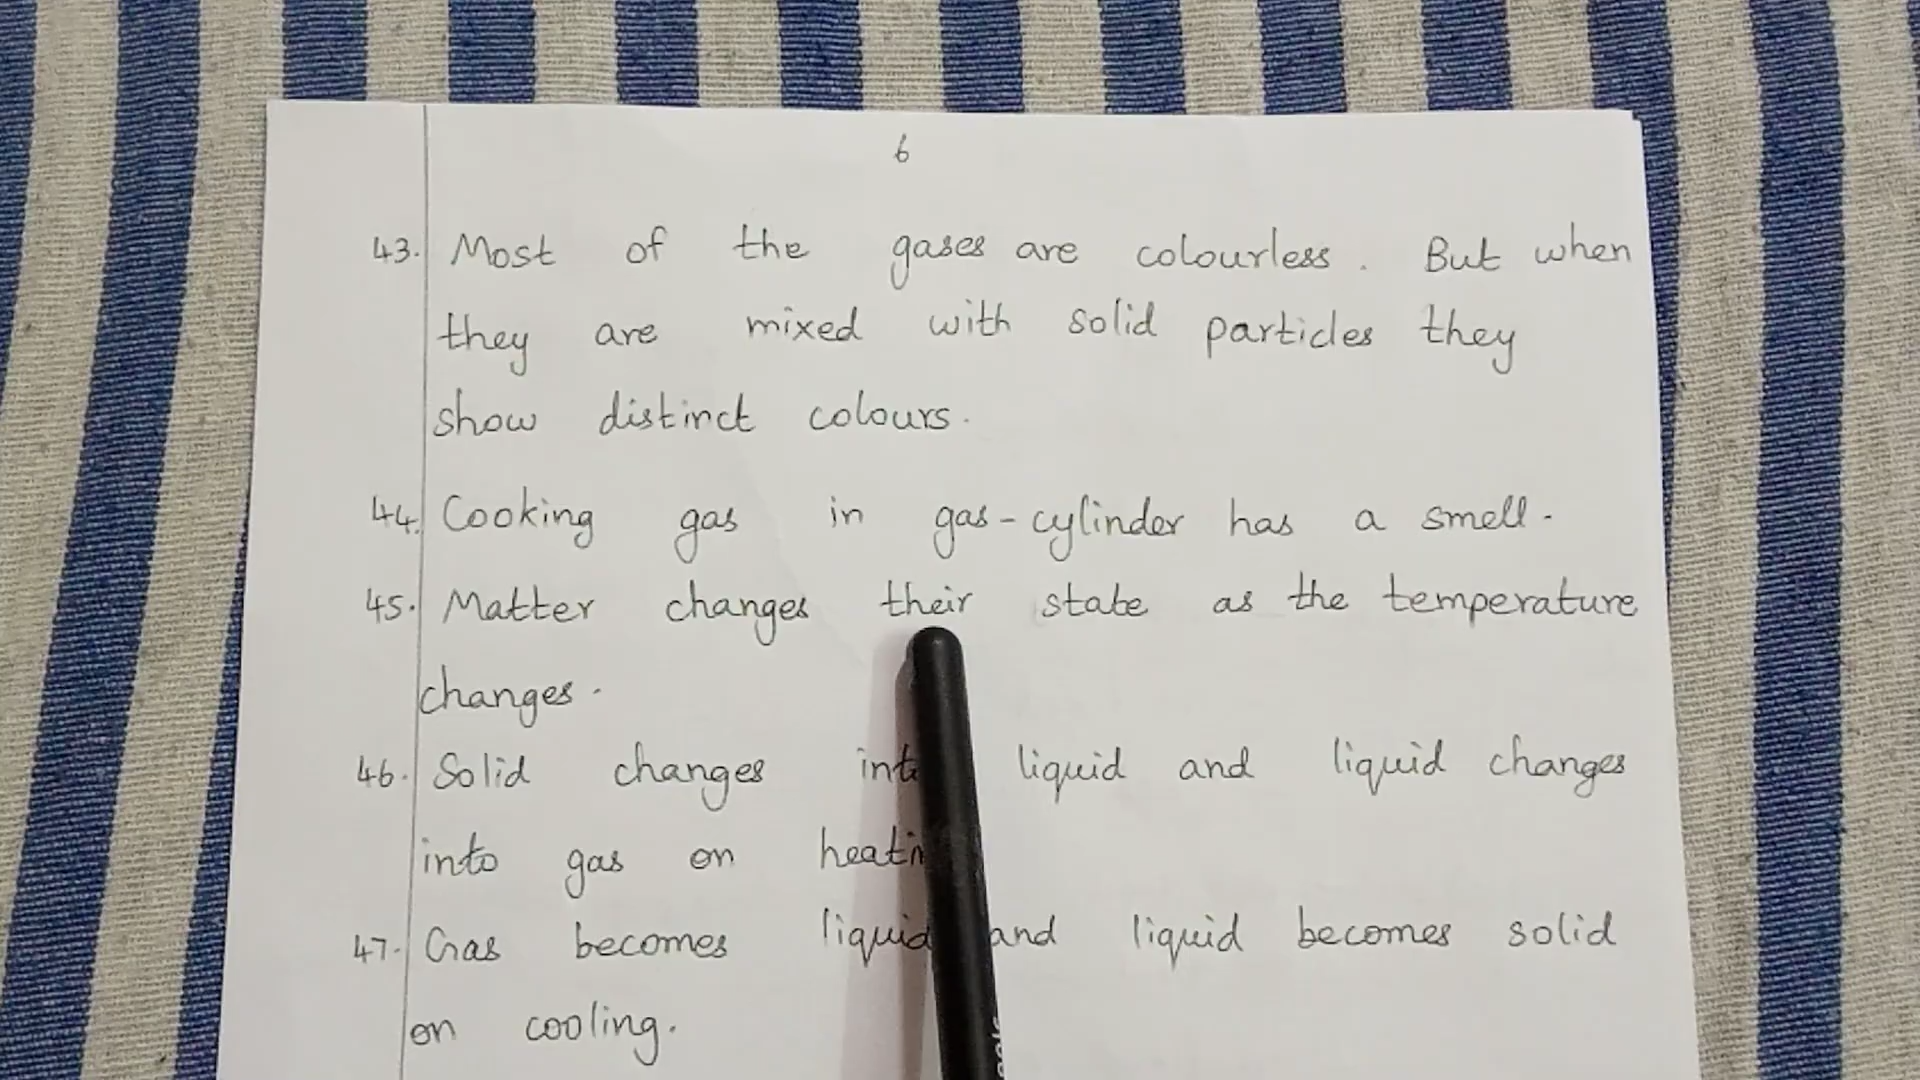 6
43. Most of the gases are colourless. But when
they are mixed with solid particles they
show distinct colours.
44. Cooking gas in gas-cylinder has a smell.
45. Matter changes their state as the temperature
changes.
46. Solid changes into liquid and liquid changes
into gas on
47. Gas becomes liquid and liquid becomes solid
on cooling.